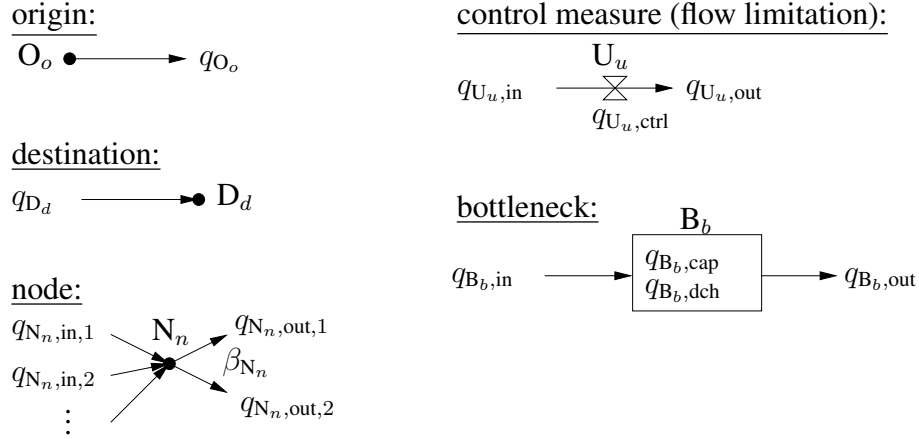 origin:
O_o
q_{O_o}
destination:
q_{D_d}
D_d
node:
q_{N_n,in,1}
N_n
q_{N_n,out,1}
β_{N_n}
q_{N_n,in,2}
q_{N_n,out,2}
⋮
control measure (flow limitation):
U_u
q_{U_u,in}
q_{U_u,out}
q_{U_u,ctrl}
bottleneck:
B_b
q_{B_b,cap}
q_{B_b,in}
q_{B_b,out}
q_{B_b,dch}